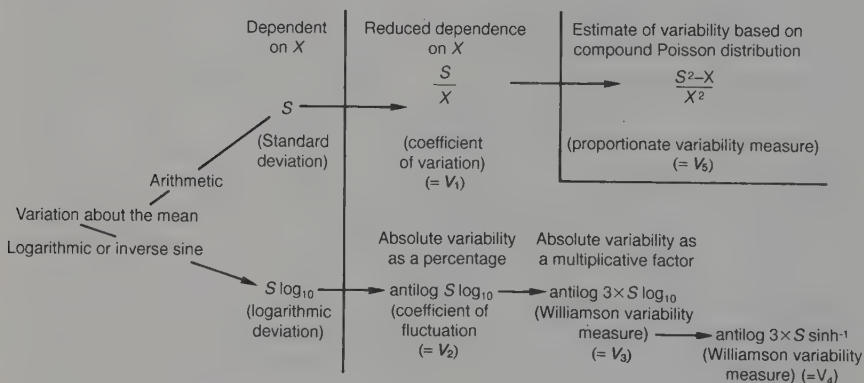 Dependent
on X
Reduced dependence
on X
S
X
Estimate of variability based on
compound Poisson distribution
S²–X
X²
S
(Standard
deviation)
(coefficient
of variation)
(= V₁)
(proportionate variability measure)
(= V₅)
Arithmetic
Variation about the mean
Logarithmic or inverse sine
Absolute variability
as a percentage
Absolute variability as
a multiplicative factor
S log₁₀
(logarithmic
deviation)
antilog S log₁₀
(coefficient of
fluctuation
(= V₂)
antilog 3×S log₁₀
(Williamson variability
measure)
(= V₃)
antilog 3×S sinh⁻¹
(Williamson variability
measure) (=V₄)